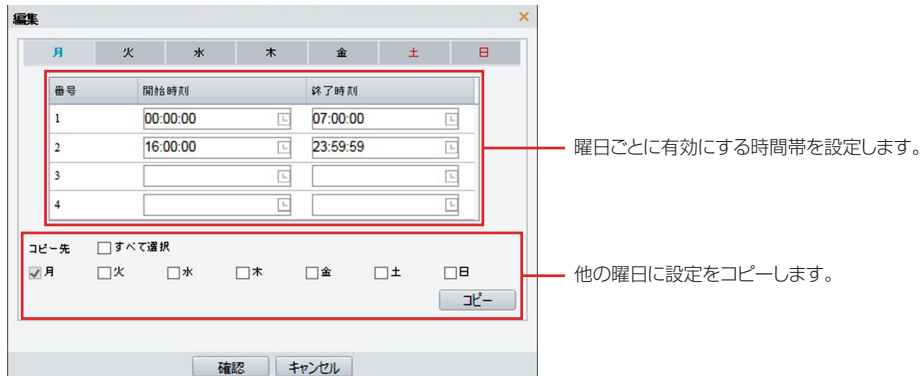 編集 ×
月 火 水 木 金 土 日
番号 開始時刻 終了時刻
1 00:00:00 07:00:00
2 16:00:00 23:59:59
3
4
曜日ごとに有効にする時間帯を設定します。
コピー先 すべて選択
月 火 水 木 金 土 日
コピー
他の曜日に設定をコピーします。
確認 キャンセル